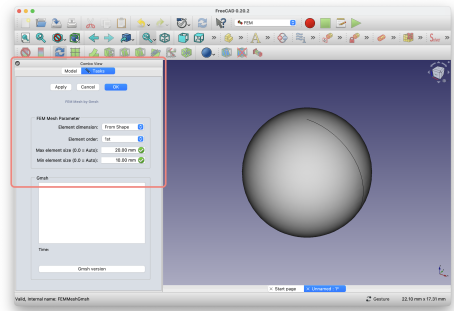 FreeCAD 0.20.2
FEM
Combo View
Model
Tasks
Apply
Cancel
OK
FEM Mesh by Gmsh
FEM Mesh Parameter
Element dimension:
From Shape
Element order:
1st
Max element size (0.0 = Auto):
20.00 mm
Min element size (0.0 = Auto):
10.00 mm
Gmsh
Time:
Gmsh version
Start page
Unnamed : 1*
Valid, Internal name: FEMMeshGmsh
Gesture
22.10 mm x 17.31 mm